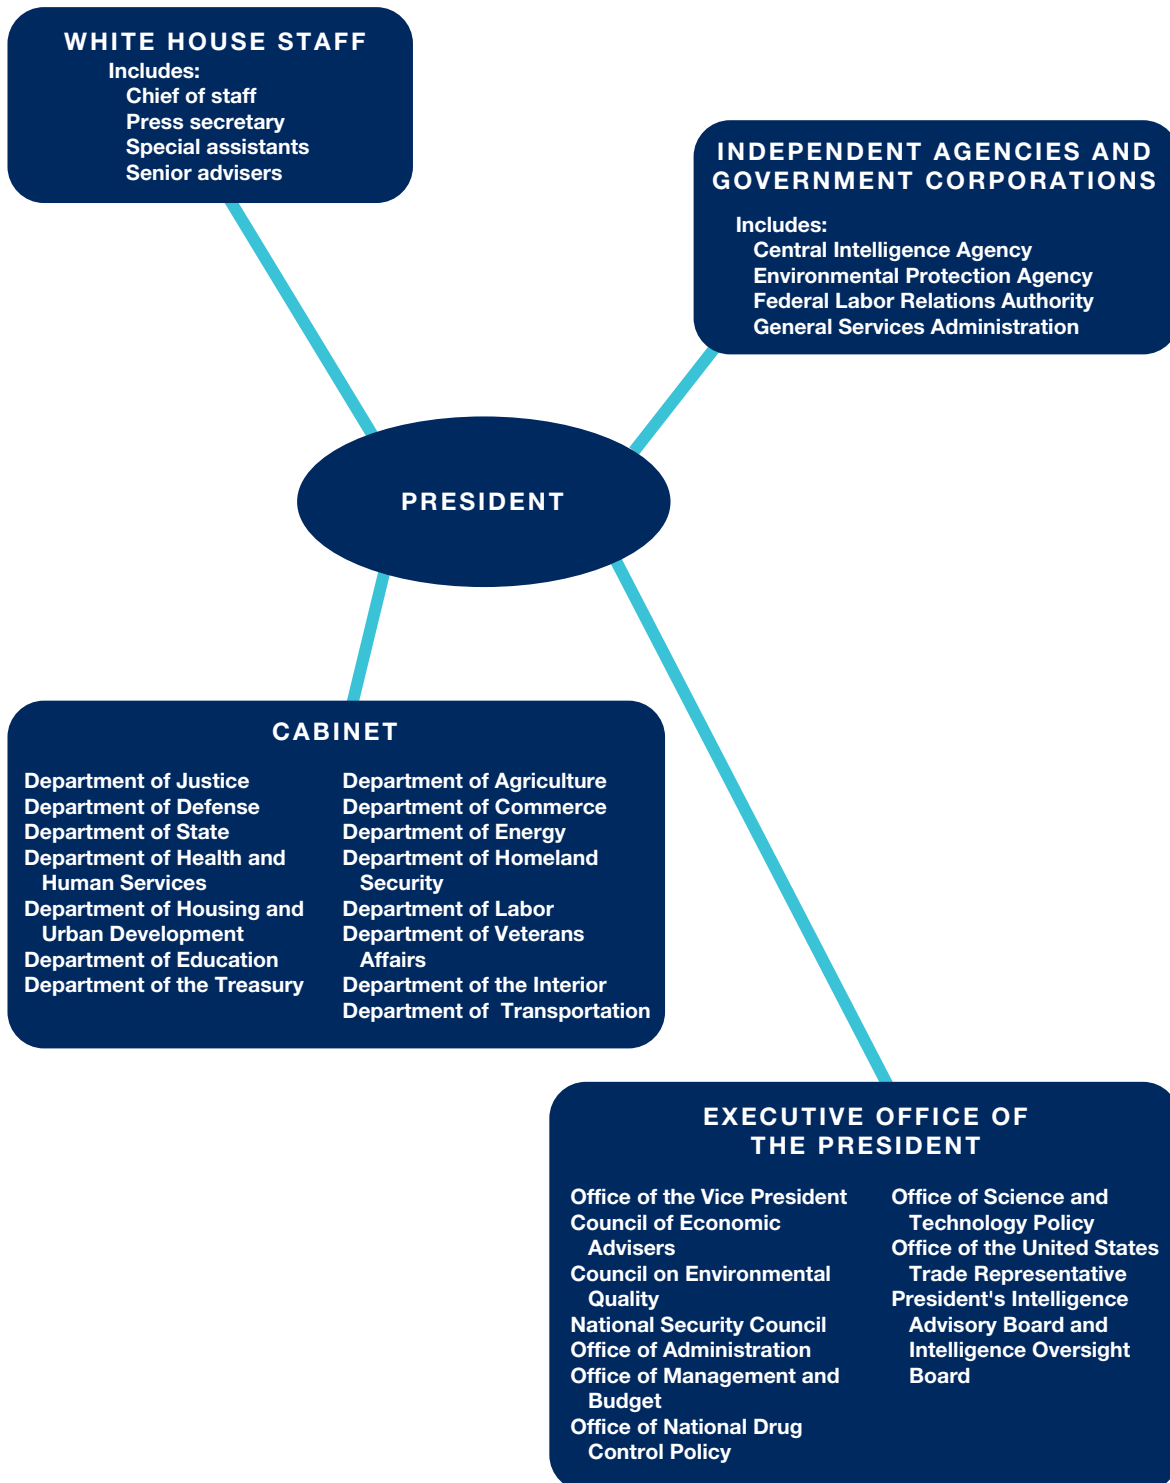 WHITE HOUSE STAFF
Includes:
Chief of staff
Press secretary
Special assistants
Senior advisers
INDEPENDENT AGENCIES AND
GOVERNMENT CORPORATIONS
Includes:
Central Intelligence Agency
Environmental Protection Agency
Federal Labor Relations Authority
General Services Administration
PRESIDENT
CABINET
Department of Justice
Department of Defense
Department of State
Department of Health and
Human Services
Department of Housing and
Urban Development
Department of Education
Department of the Treasury
Department of Agriculture
Department of Commerce
Department of Energy
Department of Homeland
Security
Department of Labor
Department of Veterans
Affairs
Department of the Interior
Department of Transportation
EXECUTIVE OFFICE OF
THE PRESIDENT
Office of the Vice President
Council of Economic
Advisers
Council on Environmental
Quality
National Security Council
Office of Administration
Office of Management and
Budget
Office of National Drug
Control Policy
Office of Science and
Technology Policy
Office of the United States
Trade Representative
President's Intelligence
Advisory Board and
Intelligence Oversight
Board